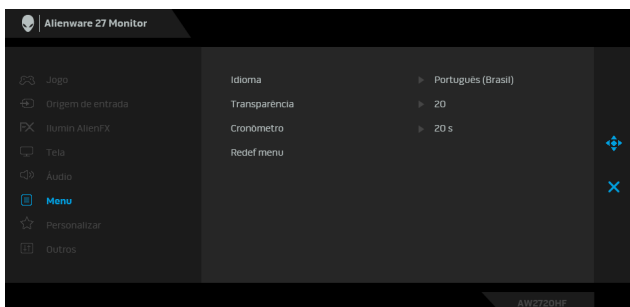 Alienware 27 Monitor
Jogo
Origem de entrada
FX Ilumin AlienFX
Tela
Áudio
Menu
Personalizar
Outros
Idioma Português (Brasil)
Transparência 20
Cronômetro 20 s
Redef menu
AW2720HF